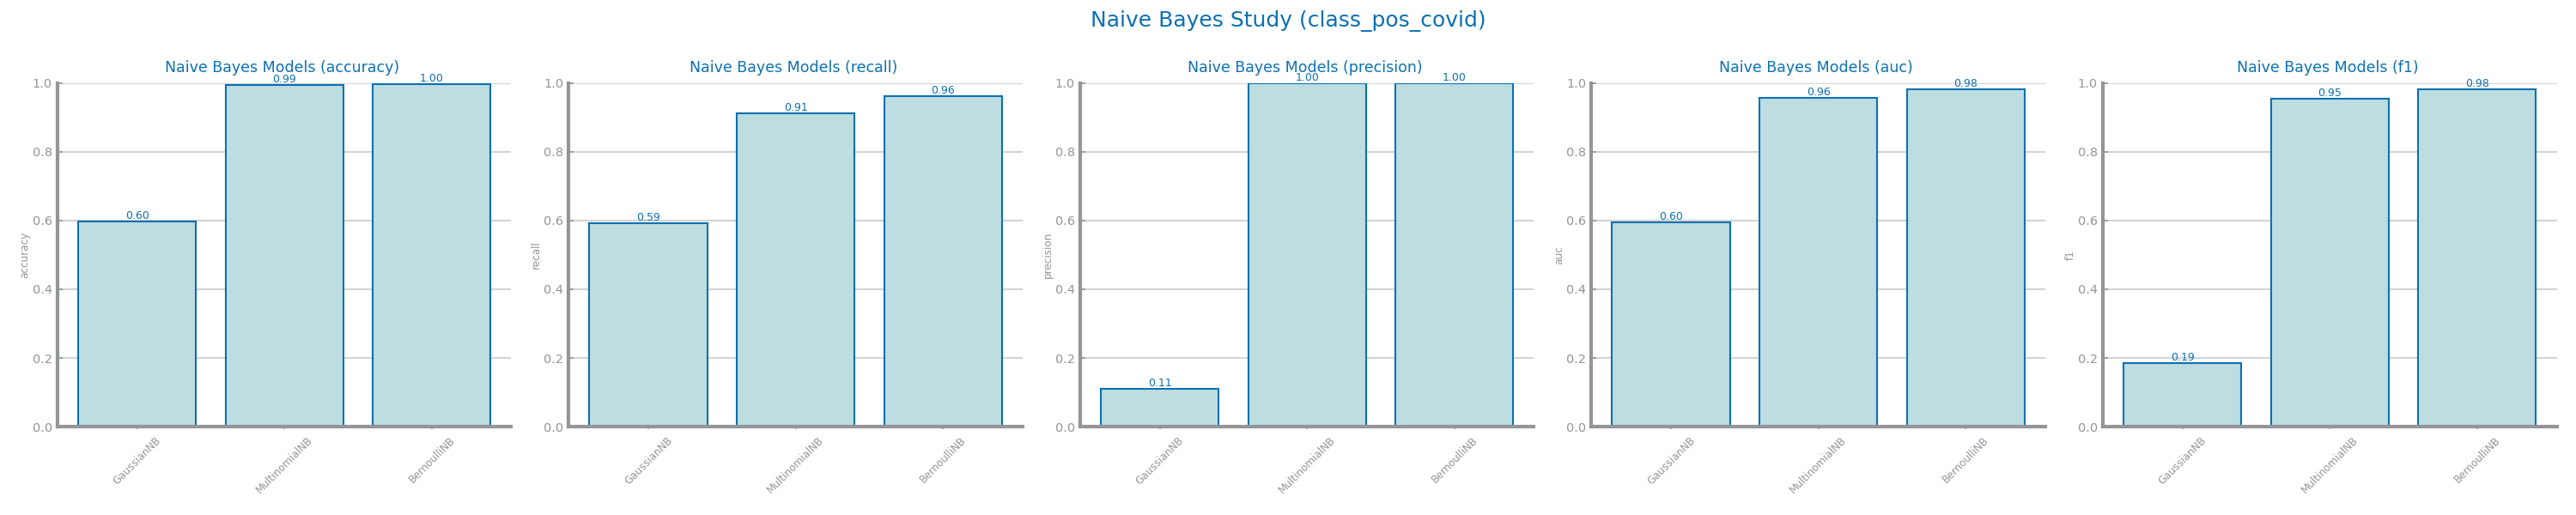 Naive Bayes Study (class_pos_covid)
Naive Bayes Models (accuracy)
1.0
0.8
0.6
0.4
0.2
0.0
accuracy
0.60
0.99
1.00
GaussianNB
MultinomialNB
BernoulliNB
Naive Bayes Models (recall)
1.0
0.8
0.6
0.4
0.2
0.0
recall
0.59
0.91
0.96
GaussianNB
MultinomialNB
BernoulliNB
Naive Bayes Models (precision)
1.0
0.8
0.6
0.4
0.2
0.0
precision
0.11
1.00
1.00
GaussianNB
MultinomialNB
BernoulliNB
Naive Bayes Models (auc)
1.0
0.8
0.6
0.4
0.2
0.0
auc
0.60
0.96
0.98
GaussianNB
MultinomialNB
BernoulliNB
Naive Bayes Models (f1)
1.0
0.8
0.6
0.4
0.2
0.0
f1
0.19
0.95
0.98
GaussianNB
MultinomialNB
BernoulliNB